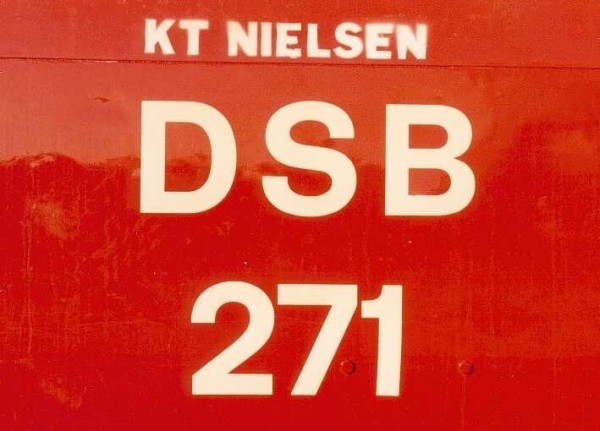 KT NIELSEN
DSB
271